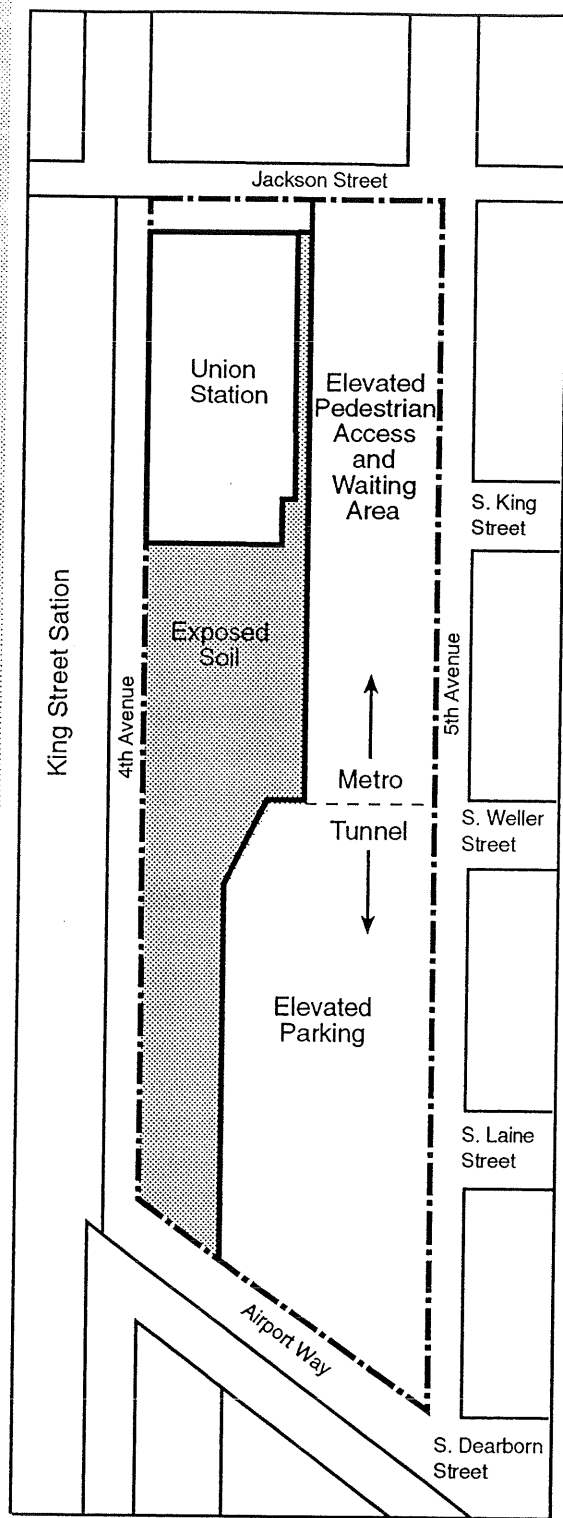 Jackson Street
Union
Station
Elevated
Pedestrian
Access
and
Waiting
Area
S. King
Street
Exposed
Soil
King Street Sation
4th Avenue
5th Avenue
Metro
Tunnel
S. Weller
Street
Elevated
Parking
S. Laine
Street
Airport Way
S. Dearborn
Street